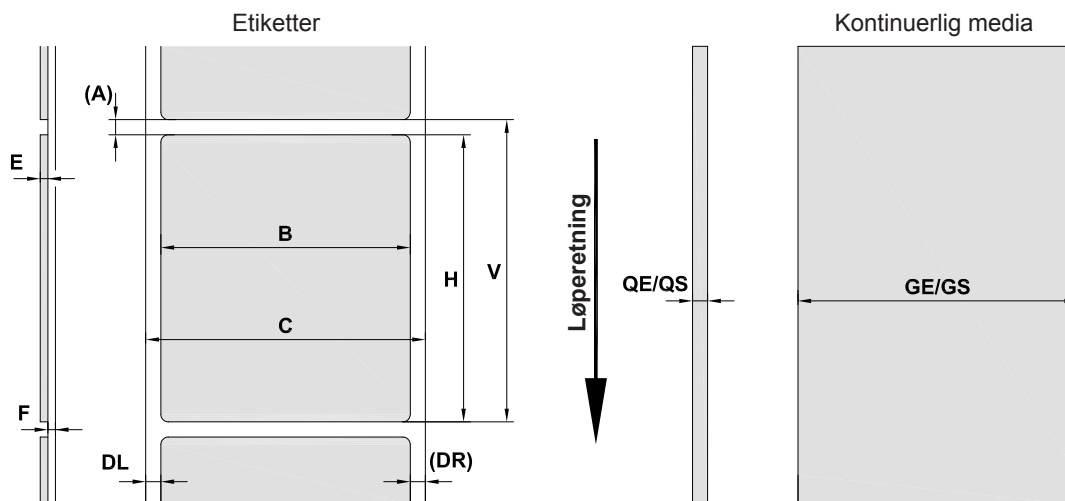 Etiketter
Kontinuerlig media
(A)
E
B
H
V
C
F
DL
(DR)
Løperetning
QE/QS
GE/GS